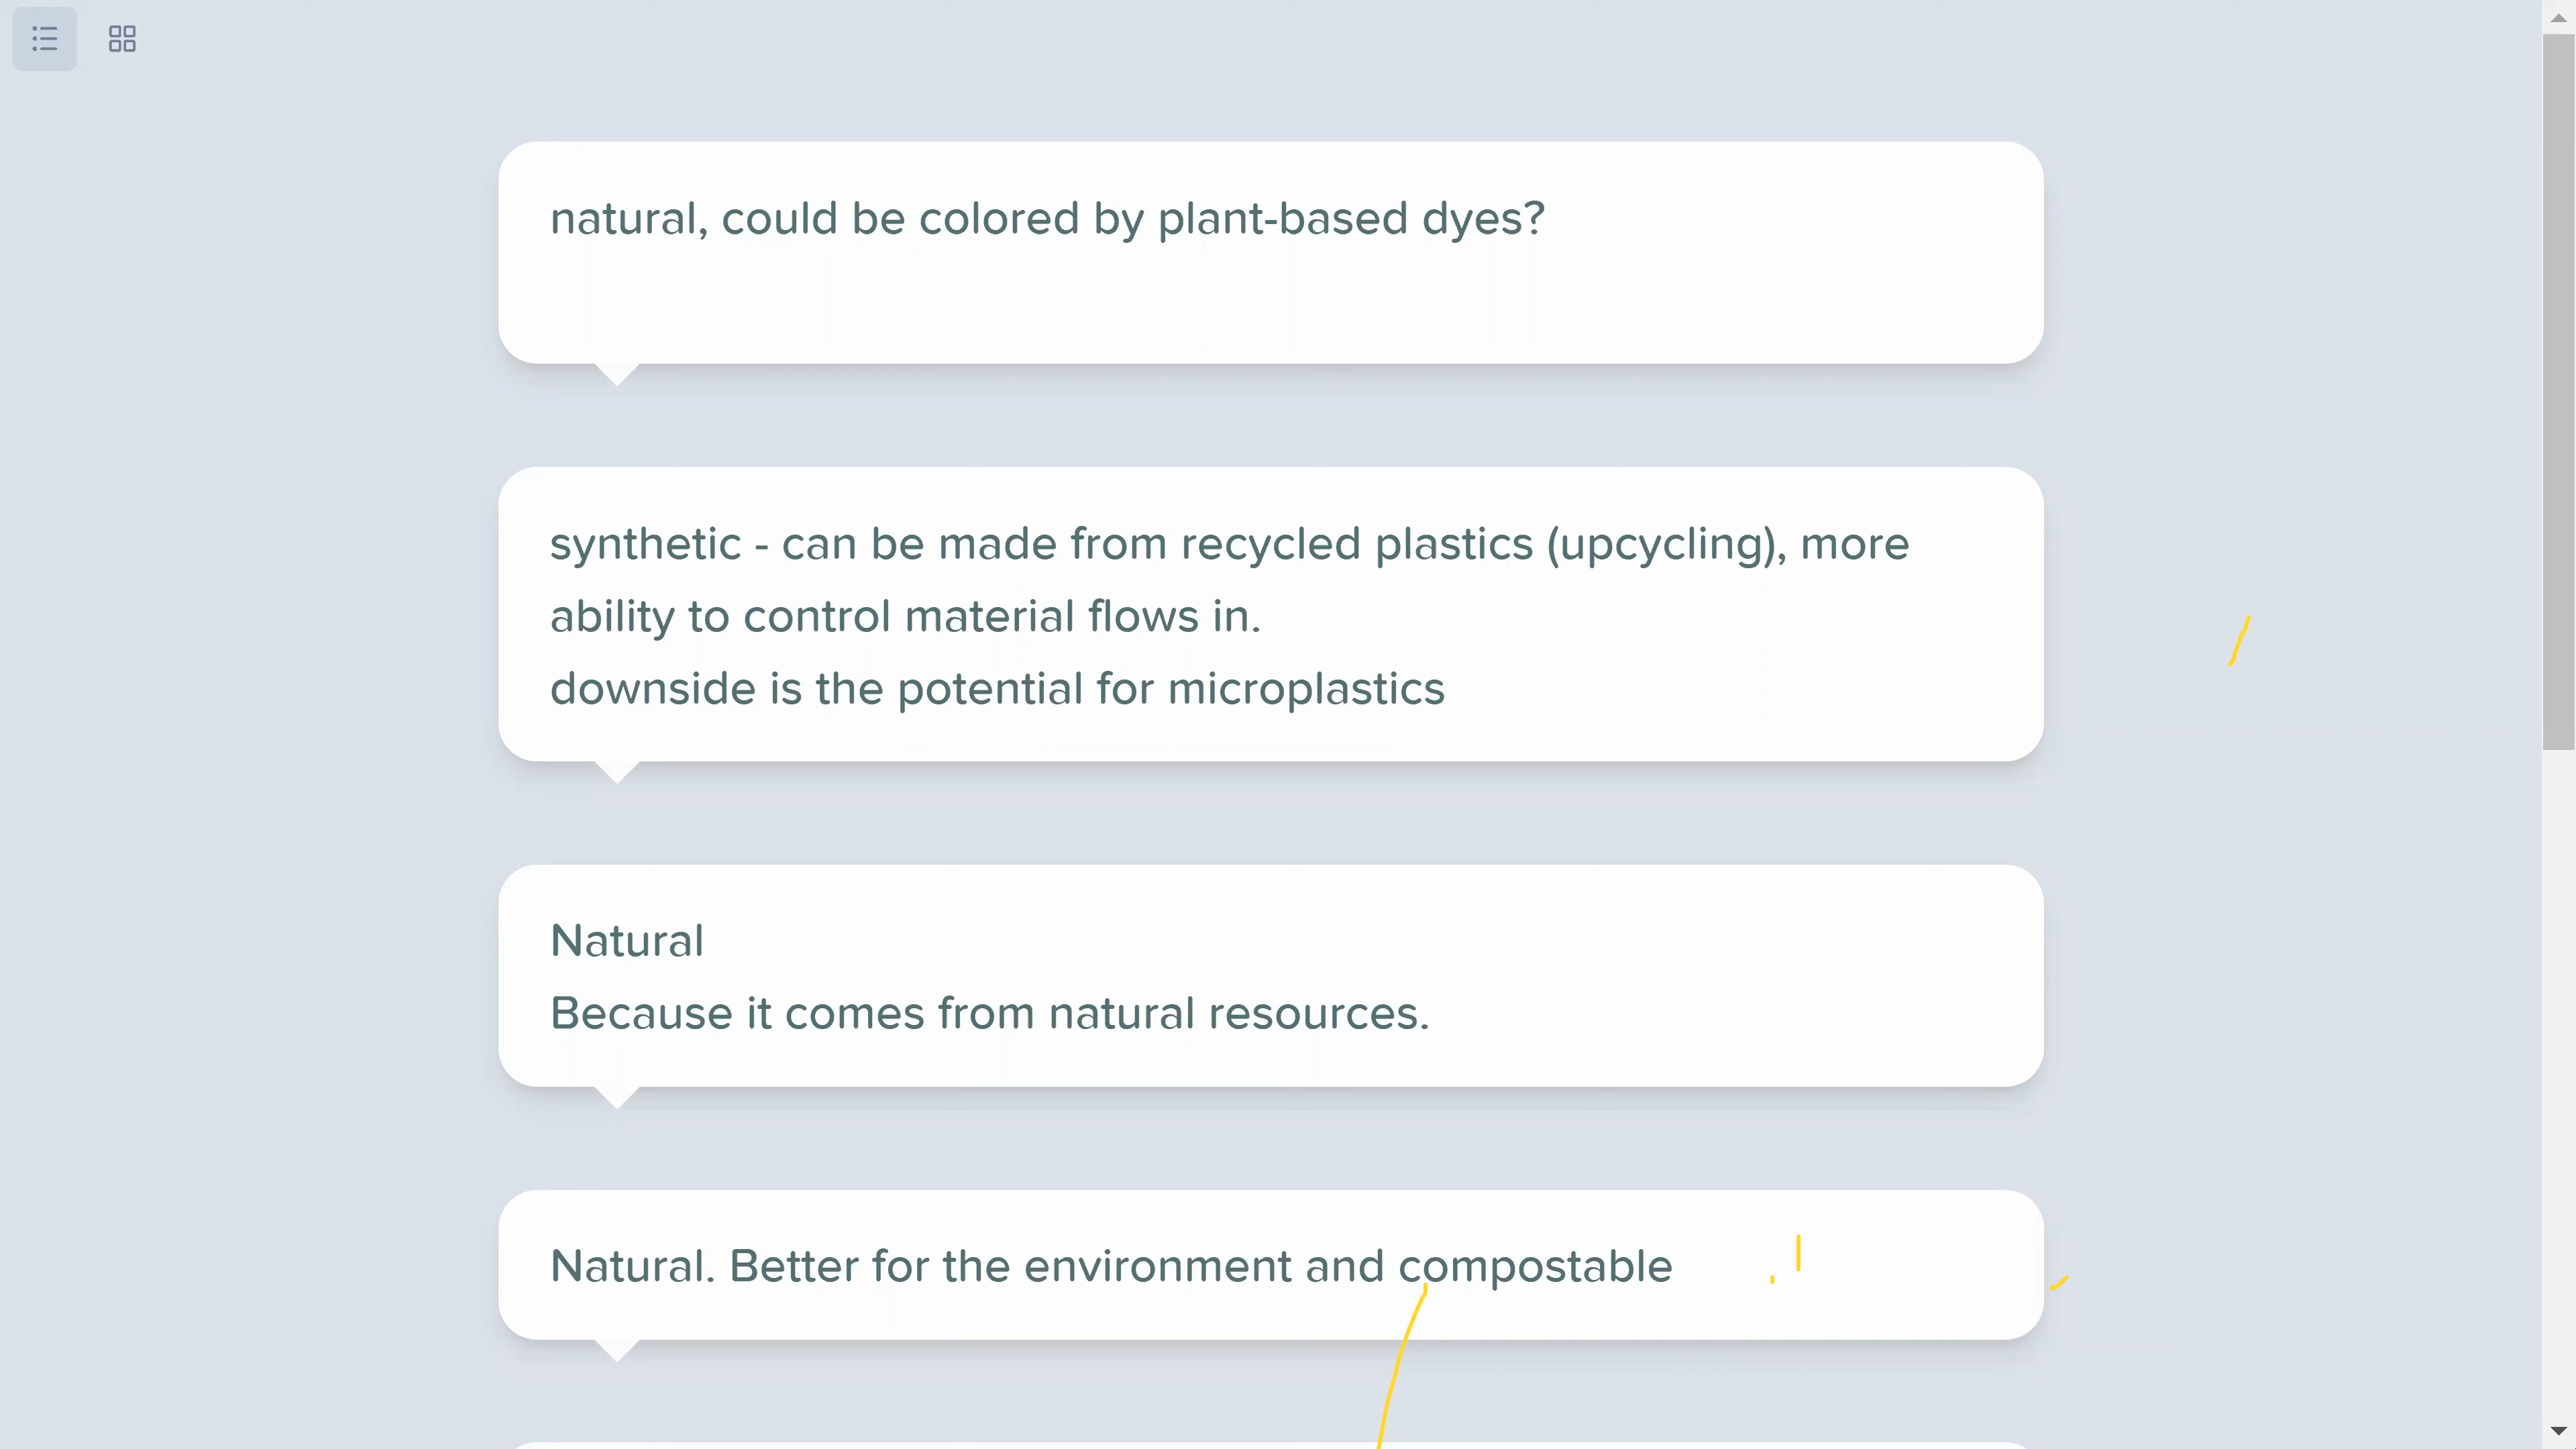 natural, could be colored by plant-based dyes?
synthetic - can be made from recycled plastics (upcycling), more
ability to control material flows in.
downside is the potential for microplastics
Natural
Because it comes from natural resources.
Natural. Better for the environment and compostable